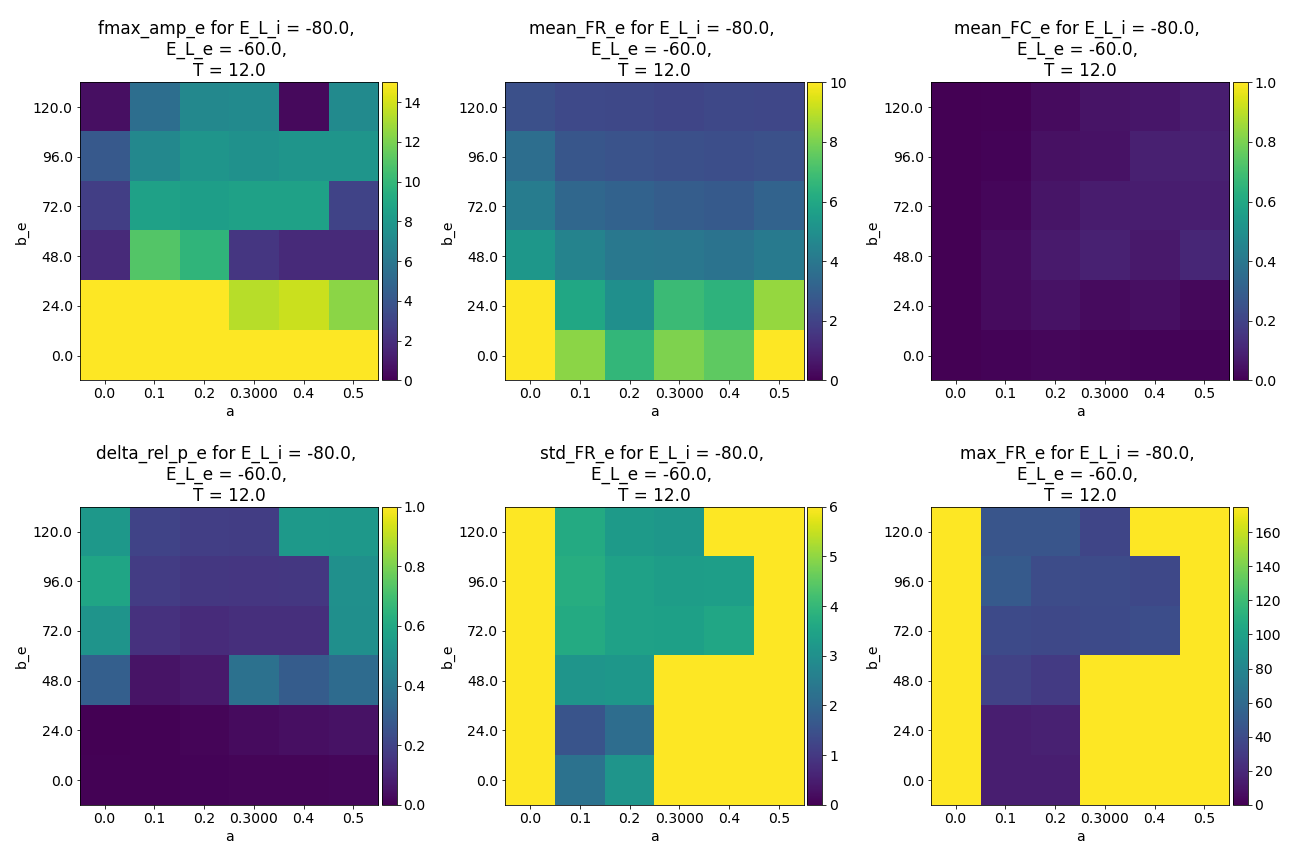 fmax_amp_e for E_L_i = -80.0,
E_L_e = -60.0,
T = 12.0
120.0
96.0
72.0
48.0
24.0
0.0
b_e
0.0 0.1 0.2 0.3000 0.4 0.5
a
14
12
10
8
6
4
2
0
mean_FR_e for E_L_i = -80.0,
E_L_e = -60.0,
T = 12.0
120.0
96.0
72.0
48.0
24.0
0.0
b_e
0.0 0.1 0.2 0.3000 0.4 0.5
a
10
8
6
4
2
0
mean_FC_e for E_L_i = -80.0,
E_L_e = -60.0,
T = 12.0
120.0
96.0
72.0
48.0
24.0
0.0
b_e
0.0 0.1 0.2 0.3000 0.4 0.5
a
1.0
0.8
0.6
0.4
0.2
0.0
delta_rel_p_e for E_L_i = -80.0,
E_L_e = -60.0,
T = 12.0
120.0
96.0
72.0
48.0
24.0
0.0
b_e
0.0 0.1 0.2 0.3000 0.4 0.5
a
1.0
0.8
0.6
0.4
0.2
0.0
std_FR_e for E_L_i = -80.0,
E_L_e = -60.0,
T = 12.0
120.0
96.0
72.0
48.0
24.0
0.0
b_e
0.0 0.1 0.2 0.3000 0.4 0.5
a
6
5
4
3
2
1
0
max_FR_e for E_L_i = -80.0,
E_L_e = -60.0,
T = 12.0
120.0
96.0
72.0
48.0
24.0
0.0
b_e
0.0 0.1 0.2 0.3000 0.4 0.5
a
160
140
120
100
80
60
40
20
0